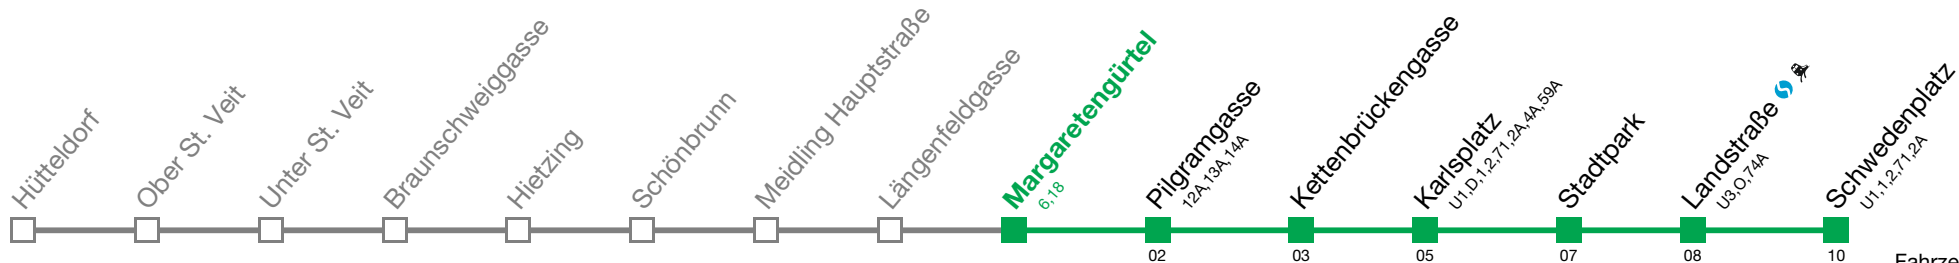 Hütteldorf
Ober St. Veit
Unter St. Veit
Braunschweiggasse
Hietzing
Schönbrunn
Meidling Hauptstraße
Längenfeldgasse
Margaretengürtel
6,18
Pilgramgasse
12A,13A,14A
Kettenbrückengasse
Karlsplatz
U1,D,1,2,71,2A,4A,59A
Stadtpark
Landstraße
U3,O,74A
Schwedenplatz
U1,1,2,71,2A
02
03
05
07
08
10